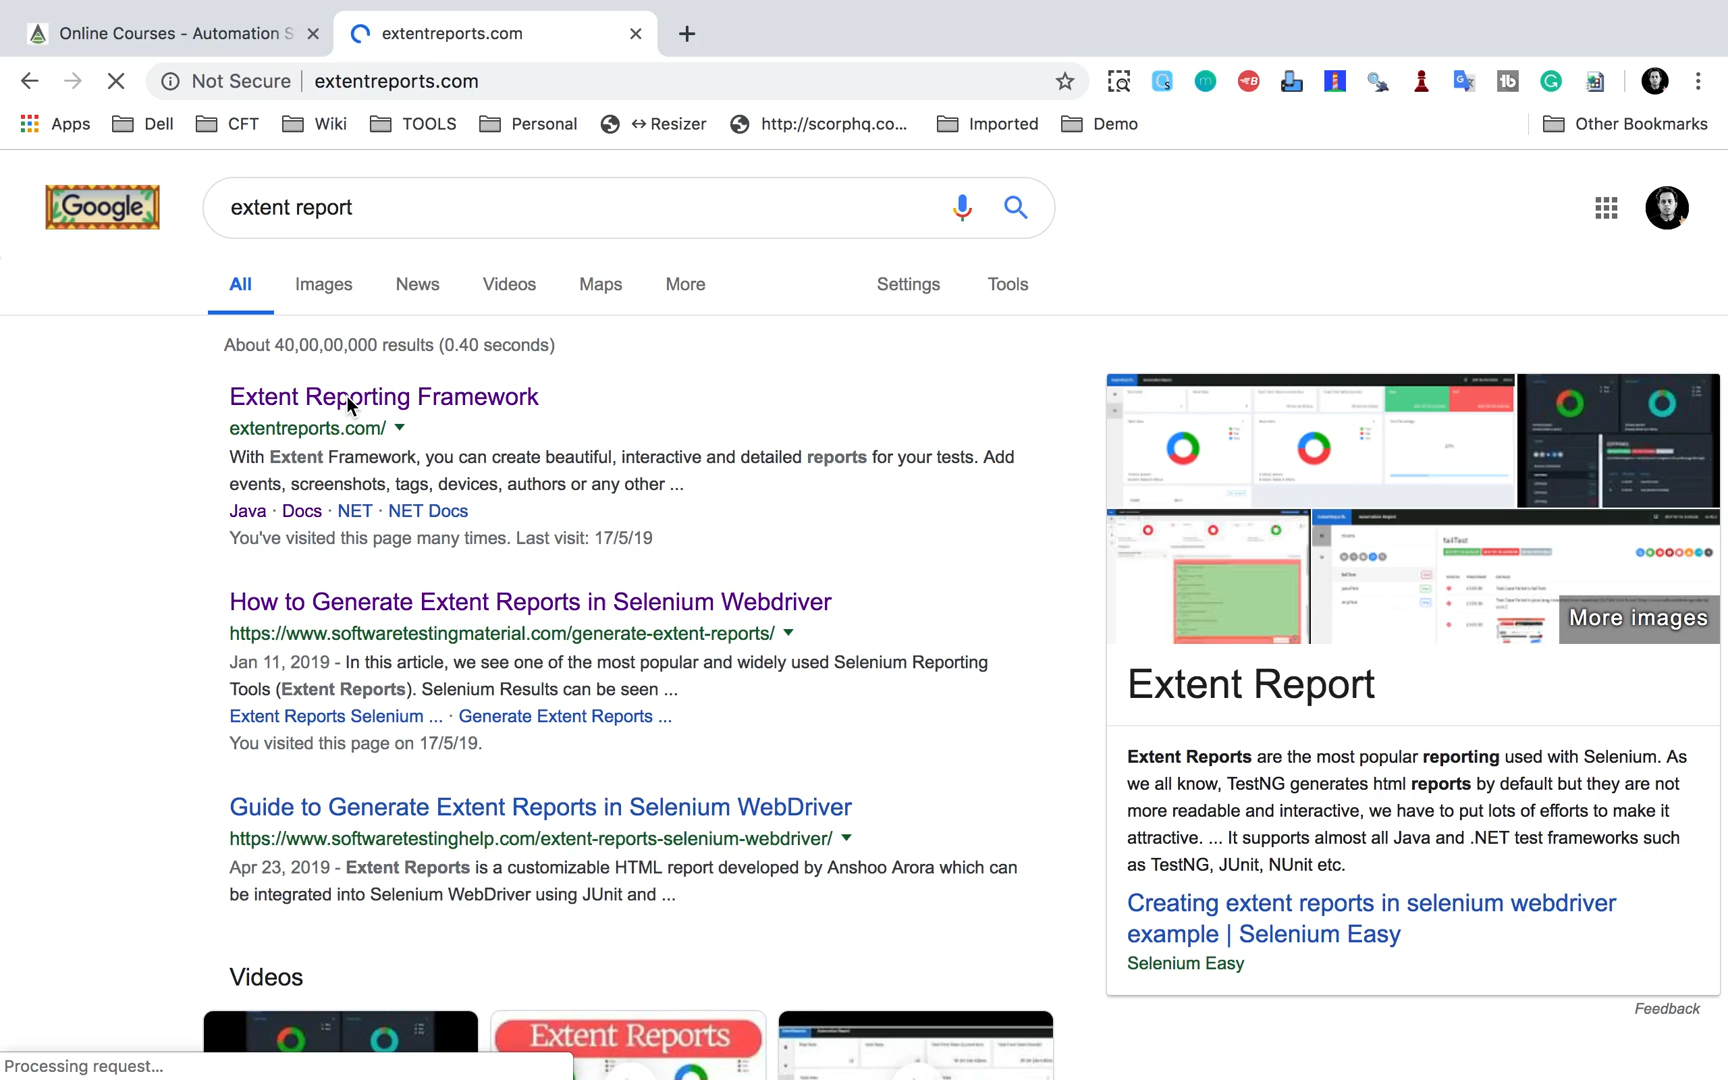 Online Courses - Automation S
extentreports.com
Not Secure
extentreports.com
Apps
Dell
CFT
Wiki
TOOLS
Personal
↔Resizer
http://scorphq.co...
Imported
Demo
Other Bookmarks
Google
extent report
All
Images
News
Videos
Maps
More
Settings
Tools
About 40,00,00,000 results (0.40 seconds)
Extent Reporting Framework
extentreports.com/
With Extent Framework, you can create beautiful, interactive and detailed reports for your tests. Add
events, screenshots, tags, devices, authors or any other ...
Java · Docs · NET · NET Docs
You've visited this page many times. Last visit: 17/5/19
How to Generate Extent Reports in Selenium Webdriver
https://www.softwaretestingmaterial.com/generate-extent-reports/
Jan 11, 2019 - In this article, we see one of the most popular and widely used Selenium Reporting
Tools (Extent Reports). Selenium Results can be seen ...
Extent Reports Selenium ... · Generate Extent Reports ...
You visited this page on 17/5/19.
Guide to Generate Extent Reports in Selenium WebDriver
https://www.softwaretestinghelp.com/extent-reports-selenium-webdriver/
Apr 23, 2019 - Extent Reports is a customizable HTML report developed by Anshoo Arora which can
be integrated into Selenium WebDriver using JUnit and ...
Videos
Extent Reports
Processing request...
More images
Extent Report
Extent Reports are the most popular reporting used with Selenium. As
we all know, TestNG generates html reports by default but they are not
more readable and interactive, we have to put lots of efforts to make it
attractive. ... It supports almost all Java and .NET test frameworks such
as TestNG, JUnit, NUnit etc.
Creating extent reports in selenium webdriver
example | Selenium Easy
Selenium Easy
Feedback